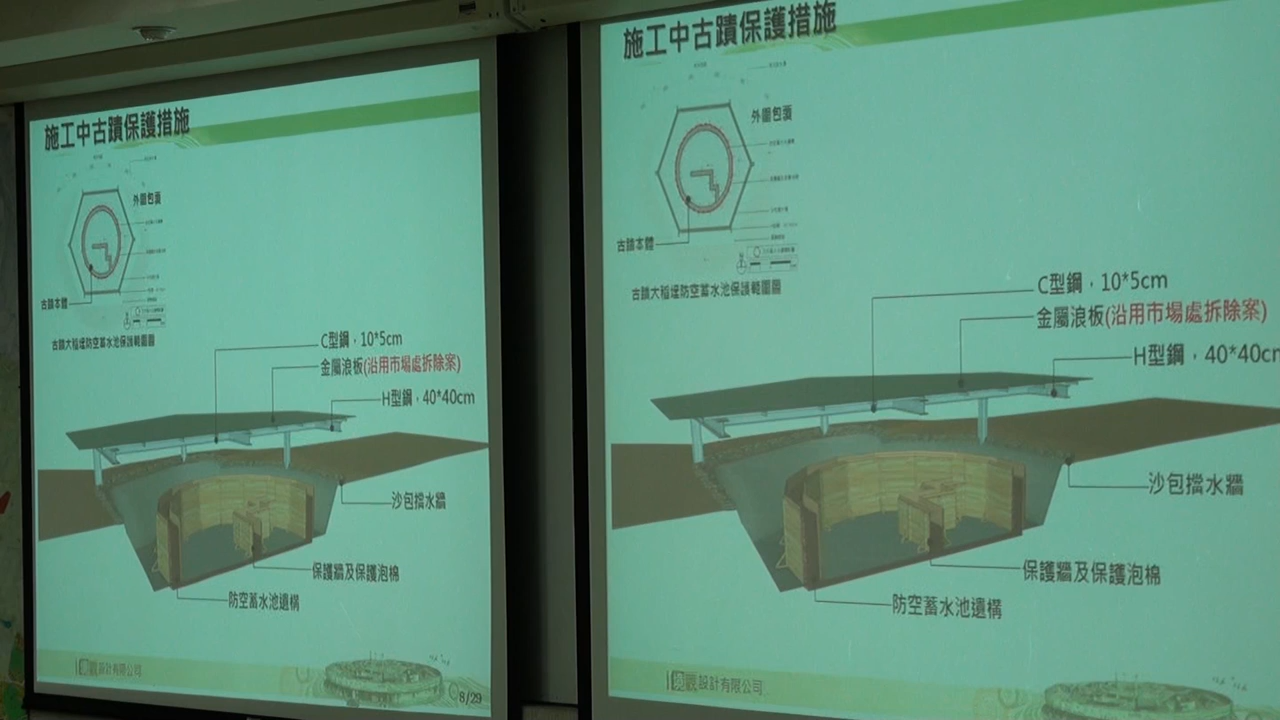 施工中古蹟保護措施
外圍包覆
古蹟本體
古蹟大稻埕防空蓄水池保護範圍圖
C型鋼，10*5cm
金屬浪板(沿用市場處拆除案)
H型鋼，40*40cm
沙包擋水牆
保護牆及保護泡棉
防空蓄水池遺構
設計有限公司
8/29
施工中古蹟保護措施
外圍包覆
古蹟本體
古蹟大稻埕防空蓄水池保護範圍圖
C型鋼，10*5cm
金屬浪板(沿用市場處拆除案)
H型鋼，40*40c
沙包擋水牆
保護牆及保護泡棉
防空蓄水池遺構
設計有限公司